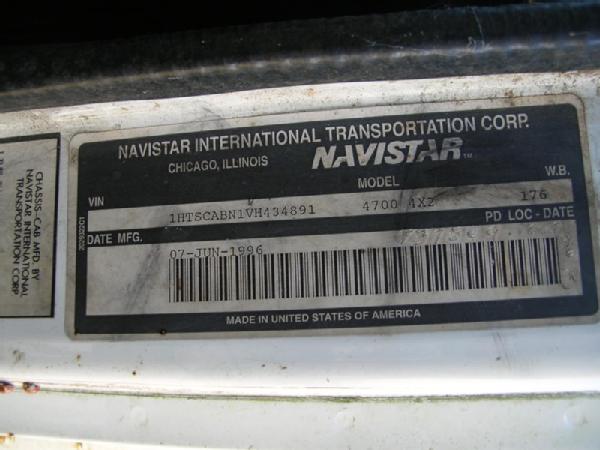 NAVISTAR INTERNATIONAL TRANSPORTATION CORP.
CHICAGO, ILLINOIS NAVISTAR™
VIN MODEL W.B.
1HTSCABN1VH434891 4700 4X2 176
DATE MFG. PD LOC - DATE
07-JUN-1996
MADE IN UNITED STATES OF AMERICA
CHASSIS-CAB MFD BY
NAVISTAR INTERNATIONAL
TRANSPORTATION CORP